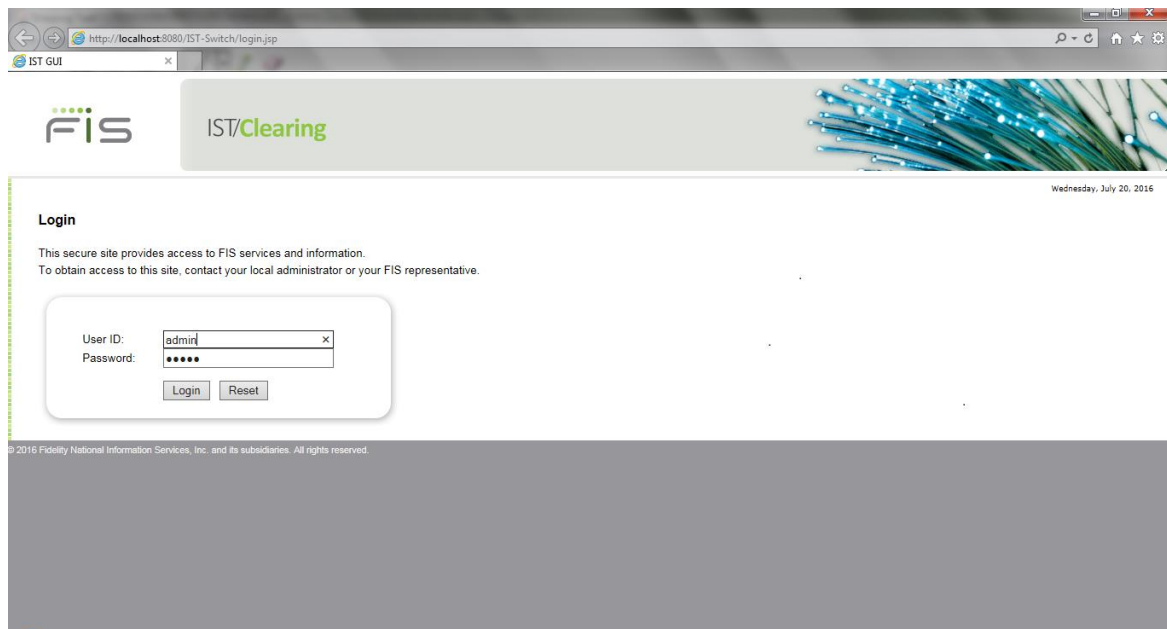 http://localhost:8080/IST-Switch/login.jsp
IST GUI
FIS
IST/Clearing
Wednesday, July 20, 2016
Login
This secure site provides access to FIS services and information.
To obtain access to this site, contact your local administrator or your FIS representative.
User ID: admin
Password: •••••
Login Reset
© 2016 Fidelity National Information Services, Inc. and its subsidiaries. All rights reserved.